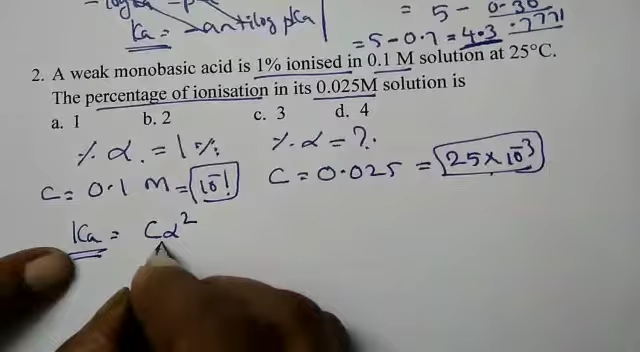 = 5 - 0.30
Ka = -antilog pKa
.7771
= 5 - 0.7 = 4.3
2. A weak monobasic acid is 1% ionised in 0.1 M solution at 25°C.
The percentage of ionisation in its 0.025M solution is
a. 1 b. 2 c. 3 d. 4
% α = 1% % α = ?
C = 0.1 M = 10⁻¹ C = 0.025 = 25 × 10⁻³
Ka = Cα²